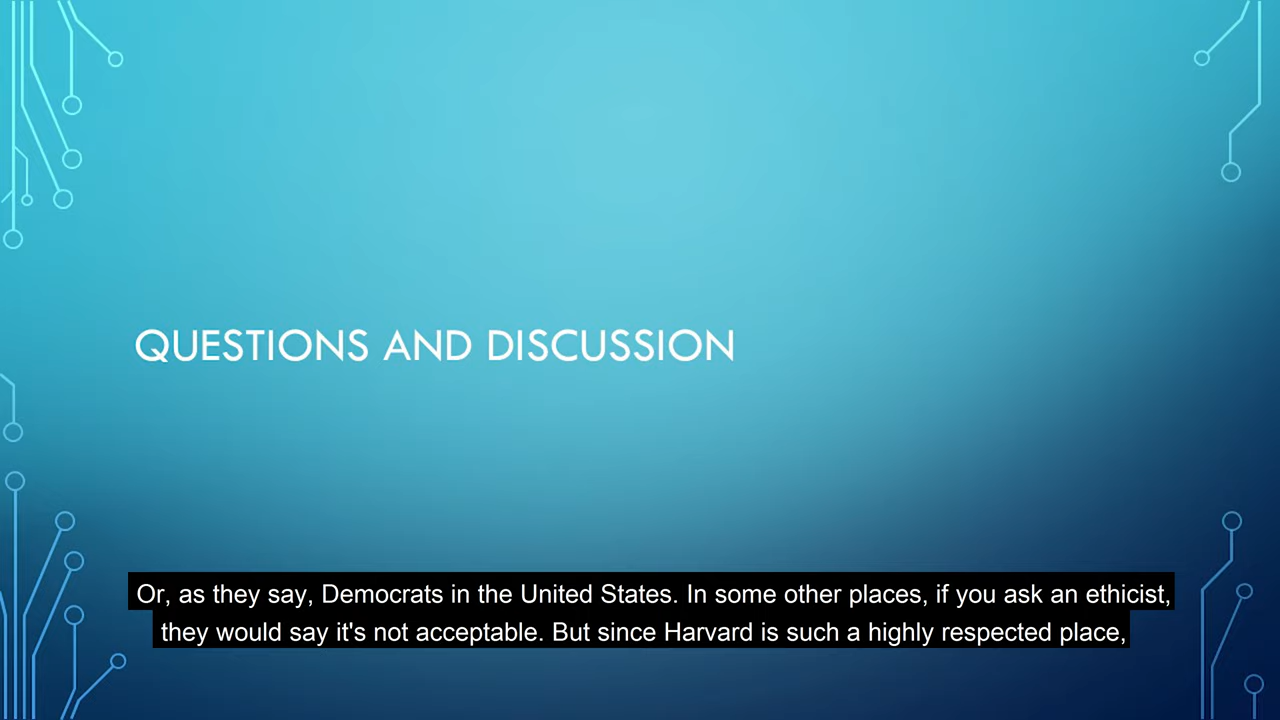 QUESTIONS AND DISCUSSION
Or, as they say, Democrats in the United States. In some other places, if you ask an ethicist,
they would say it's not acceptable. But since Harvard is such a highly respected place,